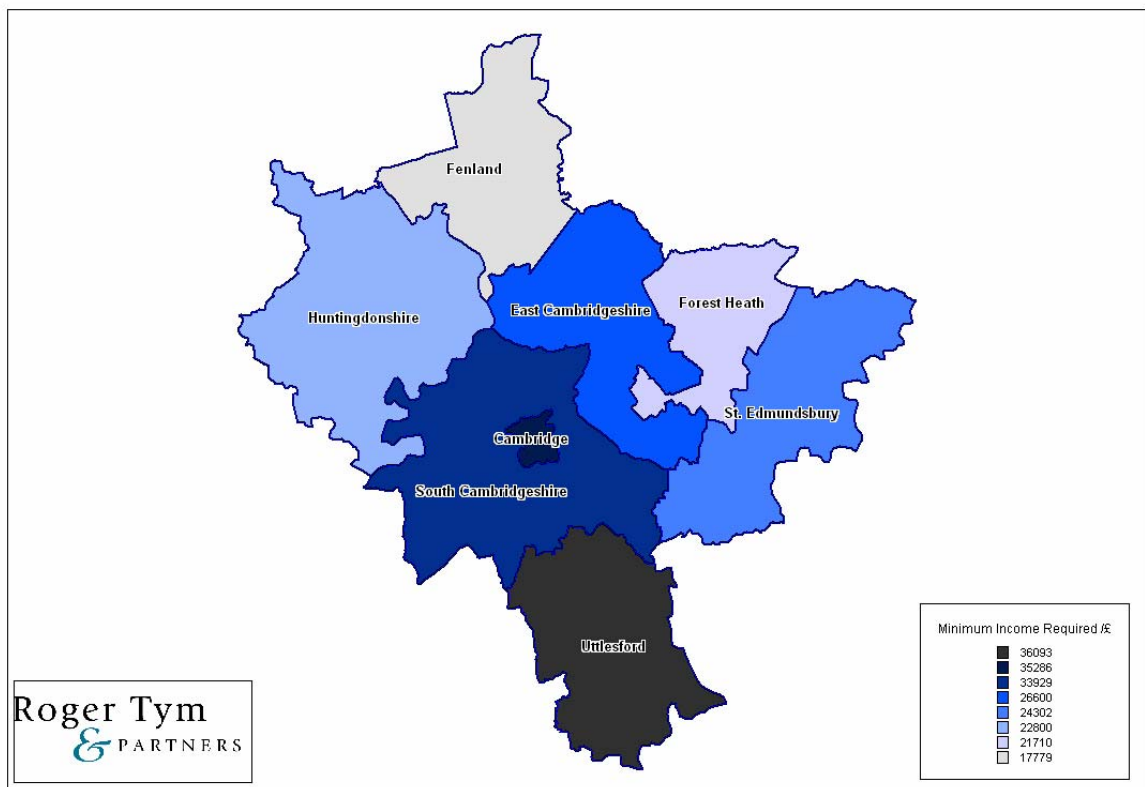 Fenland
Huntingdonshire
East Cambridgeshire
Forest Heath
St. Edmundsbury
Cambridge
South Cambridgeshire
Uttlesford
Minimum Income Required /£
36093
35286
33929
26600
24302
22800
21710
17779
Roger Tym
& PARTNERS